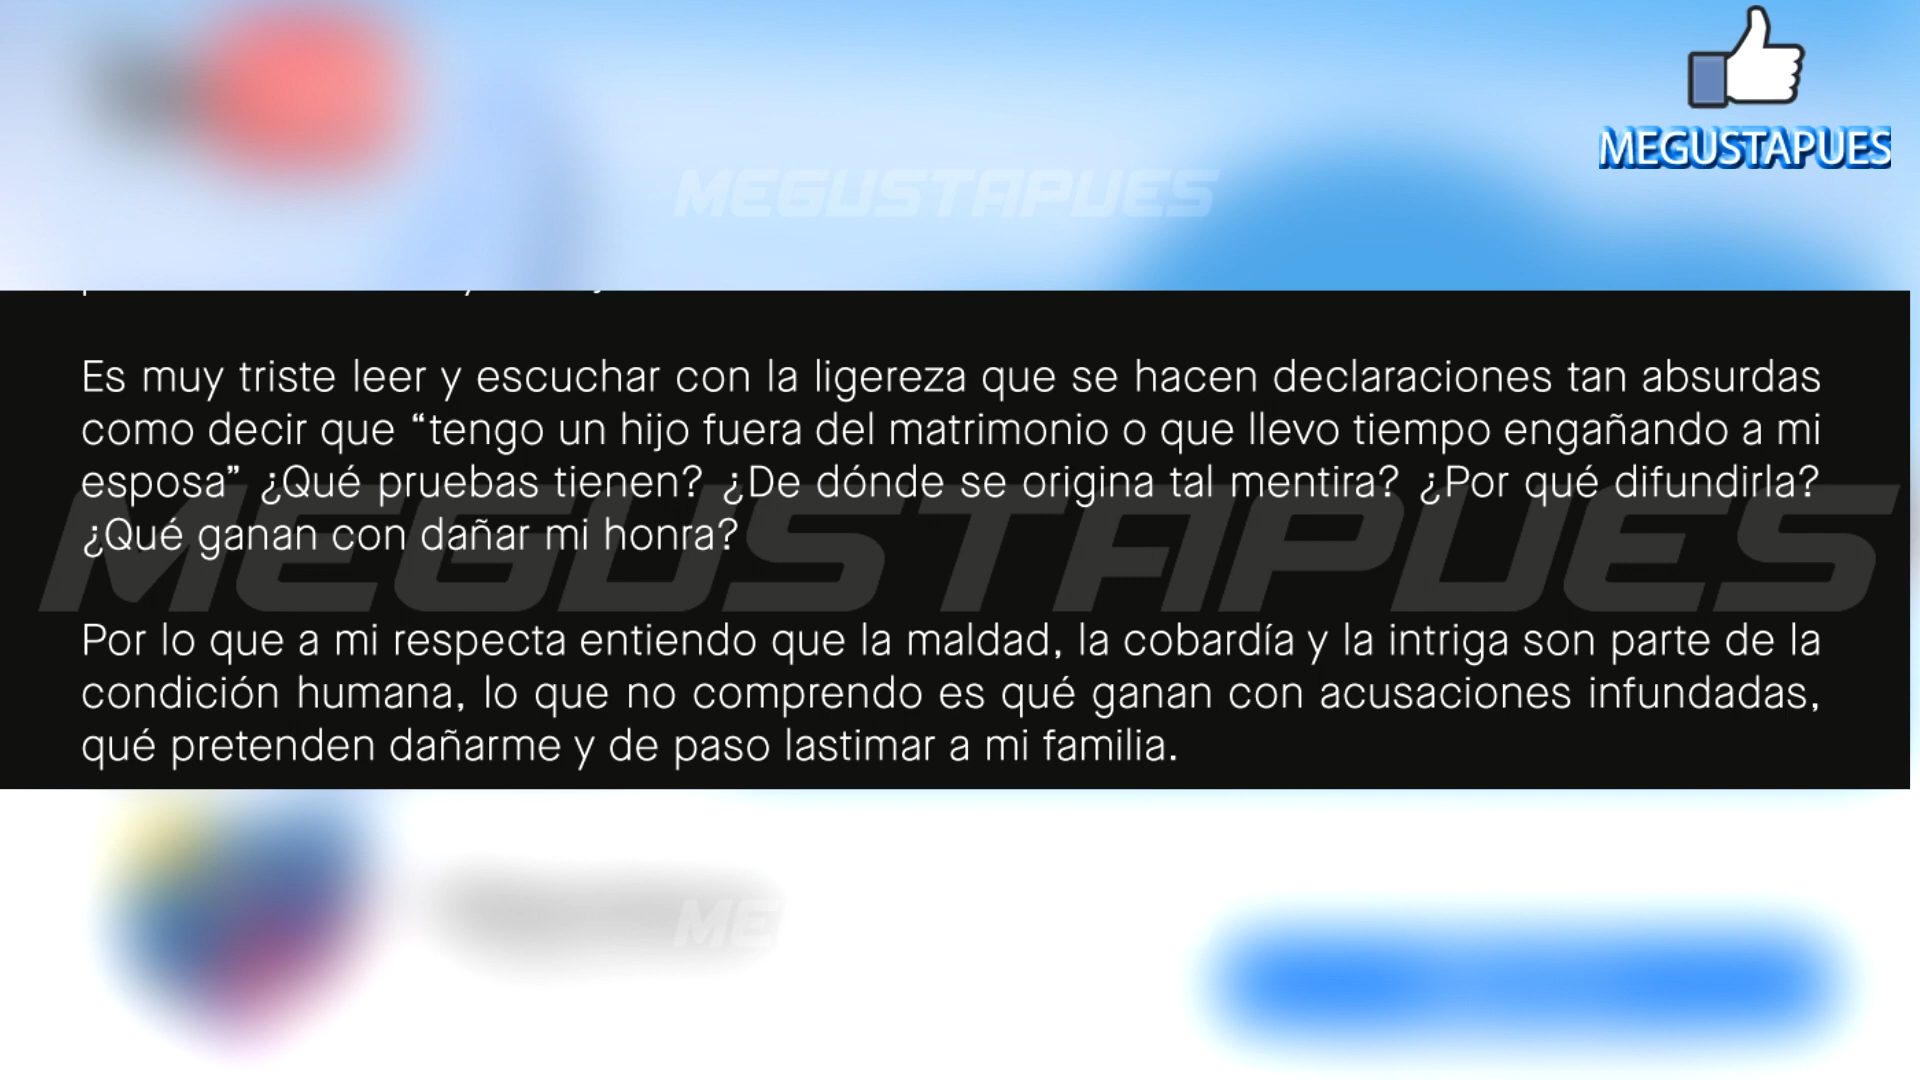 MEGUSTAPUES
MEGUSTAPUES
Es muy triste leer y escuchar con la ligereza que se hacen declaraciones tan absurdas
como decir que “tengo un hijo fuera del matrimonio o que llevo tiempo engañando a mi
esposa” ¿Qué pruebas tienen? ¿De dónde se origina tal mentira? ¿Por qué difundirla?
¿Qué ganan con dañar mi honra?
MEGUSTAPUES
Por lo que a mi respecta entiendo que la maldad, la cobardía y la intriga son parte de la
condición humana, lo que no comprendo es qué ganan con acusaciones infundadas,
qué pretenden dañarme y de paso lastimar a mi familia.
ME